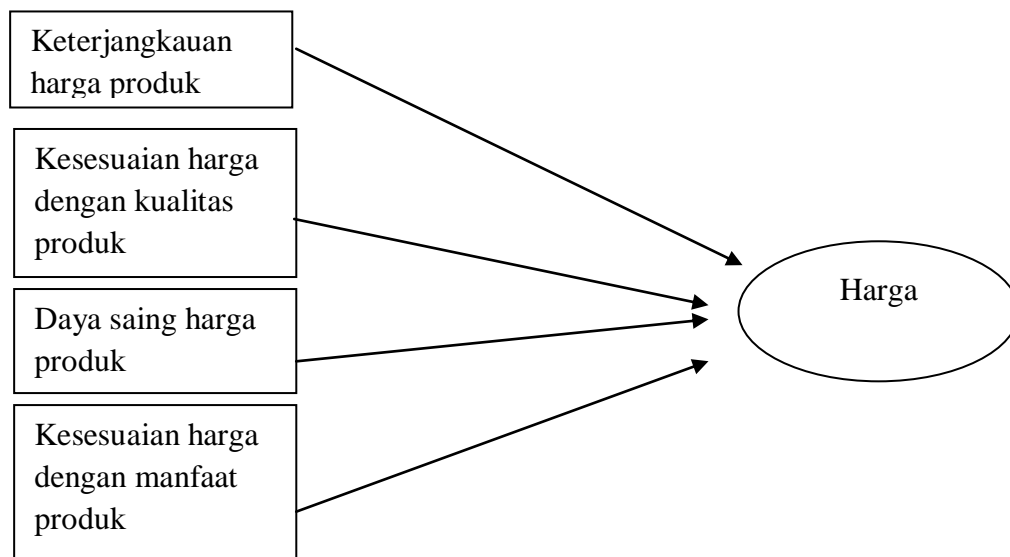 Keterjangkauan
harga produk
Kesesuaian harga
dengan kualitas
produk
Daya saing harga
produk
Kesesuaian harga
dengan manfaat
produk
Harga